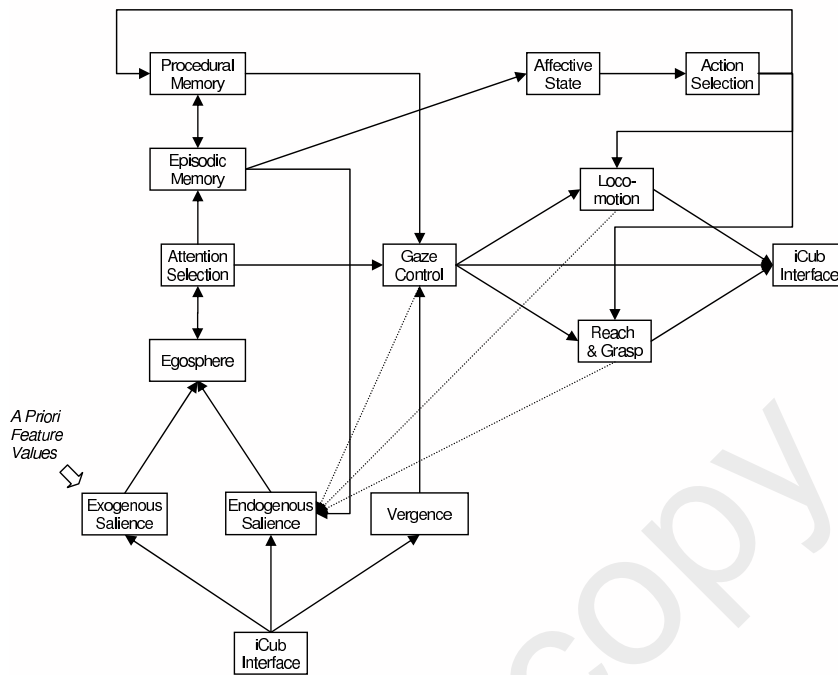 Procedural
Memory
Affective
State
Action
Selection
Episodic
Memory
Loco-
motion
Attention
Selection
Gaze
Control
iCub
Interface
Reach
& Grasp
Egosphere
A Priori
Feature
Values
Exogenous
Salience
Endogenous
Salience
Vergence
iCub
Interface
copy